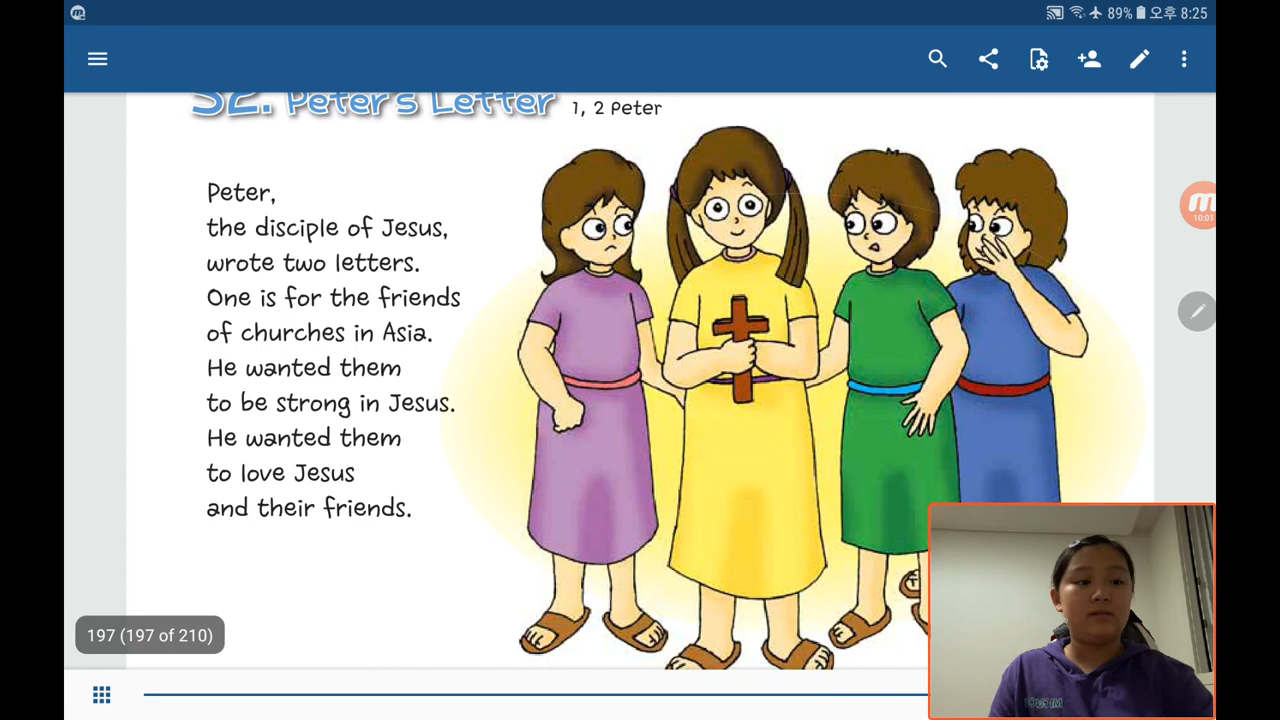 89% 오후 8:25
52. Peter's Letter 1, 2 Peter
Peter,
the disciple of Jesus,
wrote two letters.
One is for the friends
of churches in Asia.
He wanted them
to be strong in Jesus.
He wanted them
to love Jesus
and their friends.
10:01
197 (197 of 210)